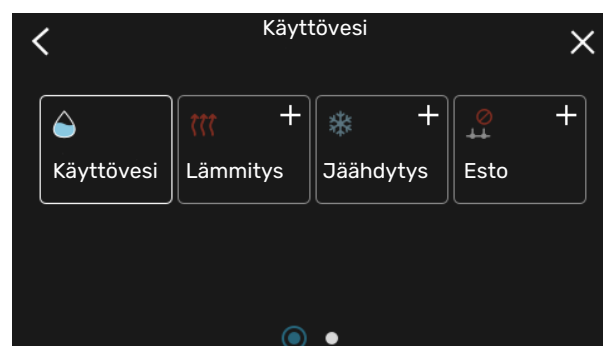 Käyttövesi
Käyttövesi
Lämmitys
Jäähdytys
Esto